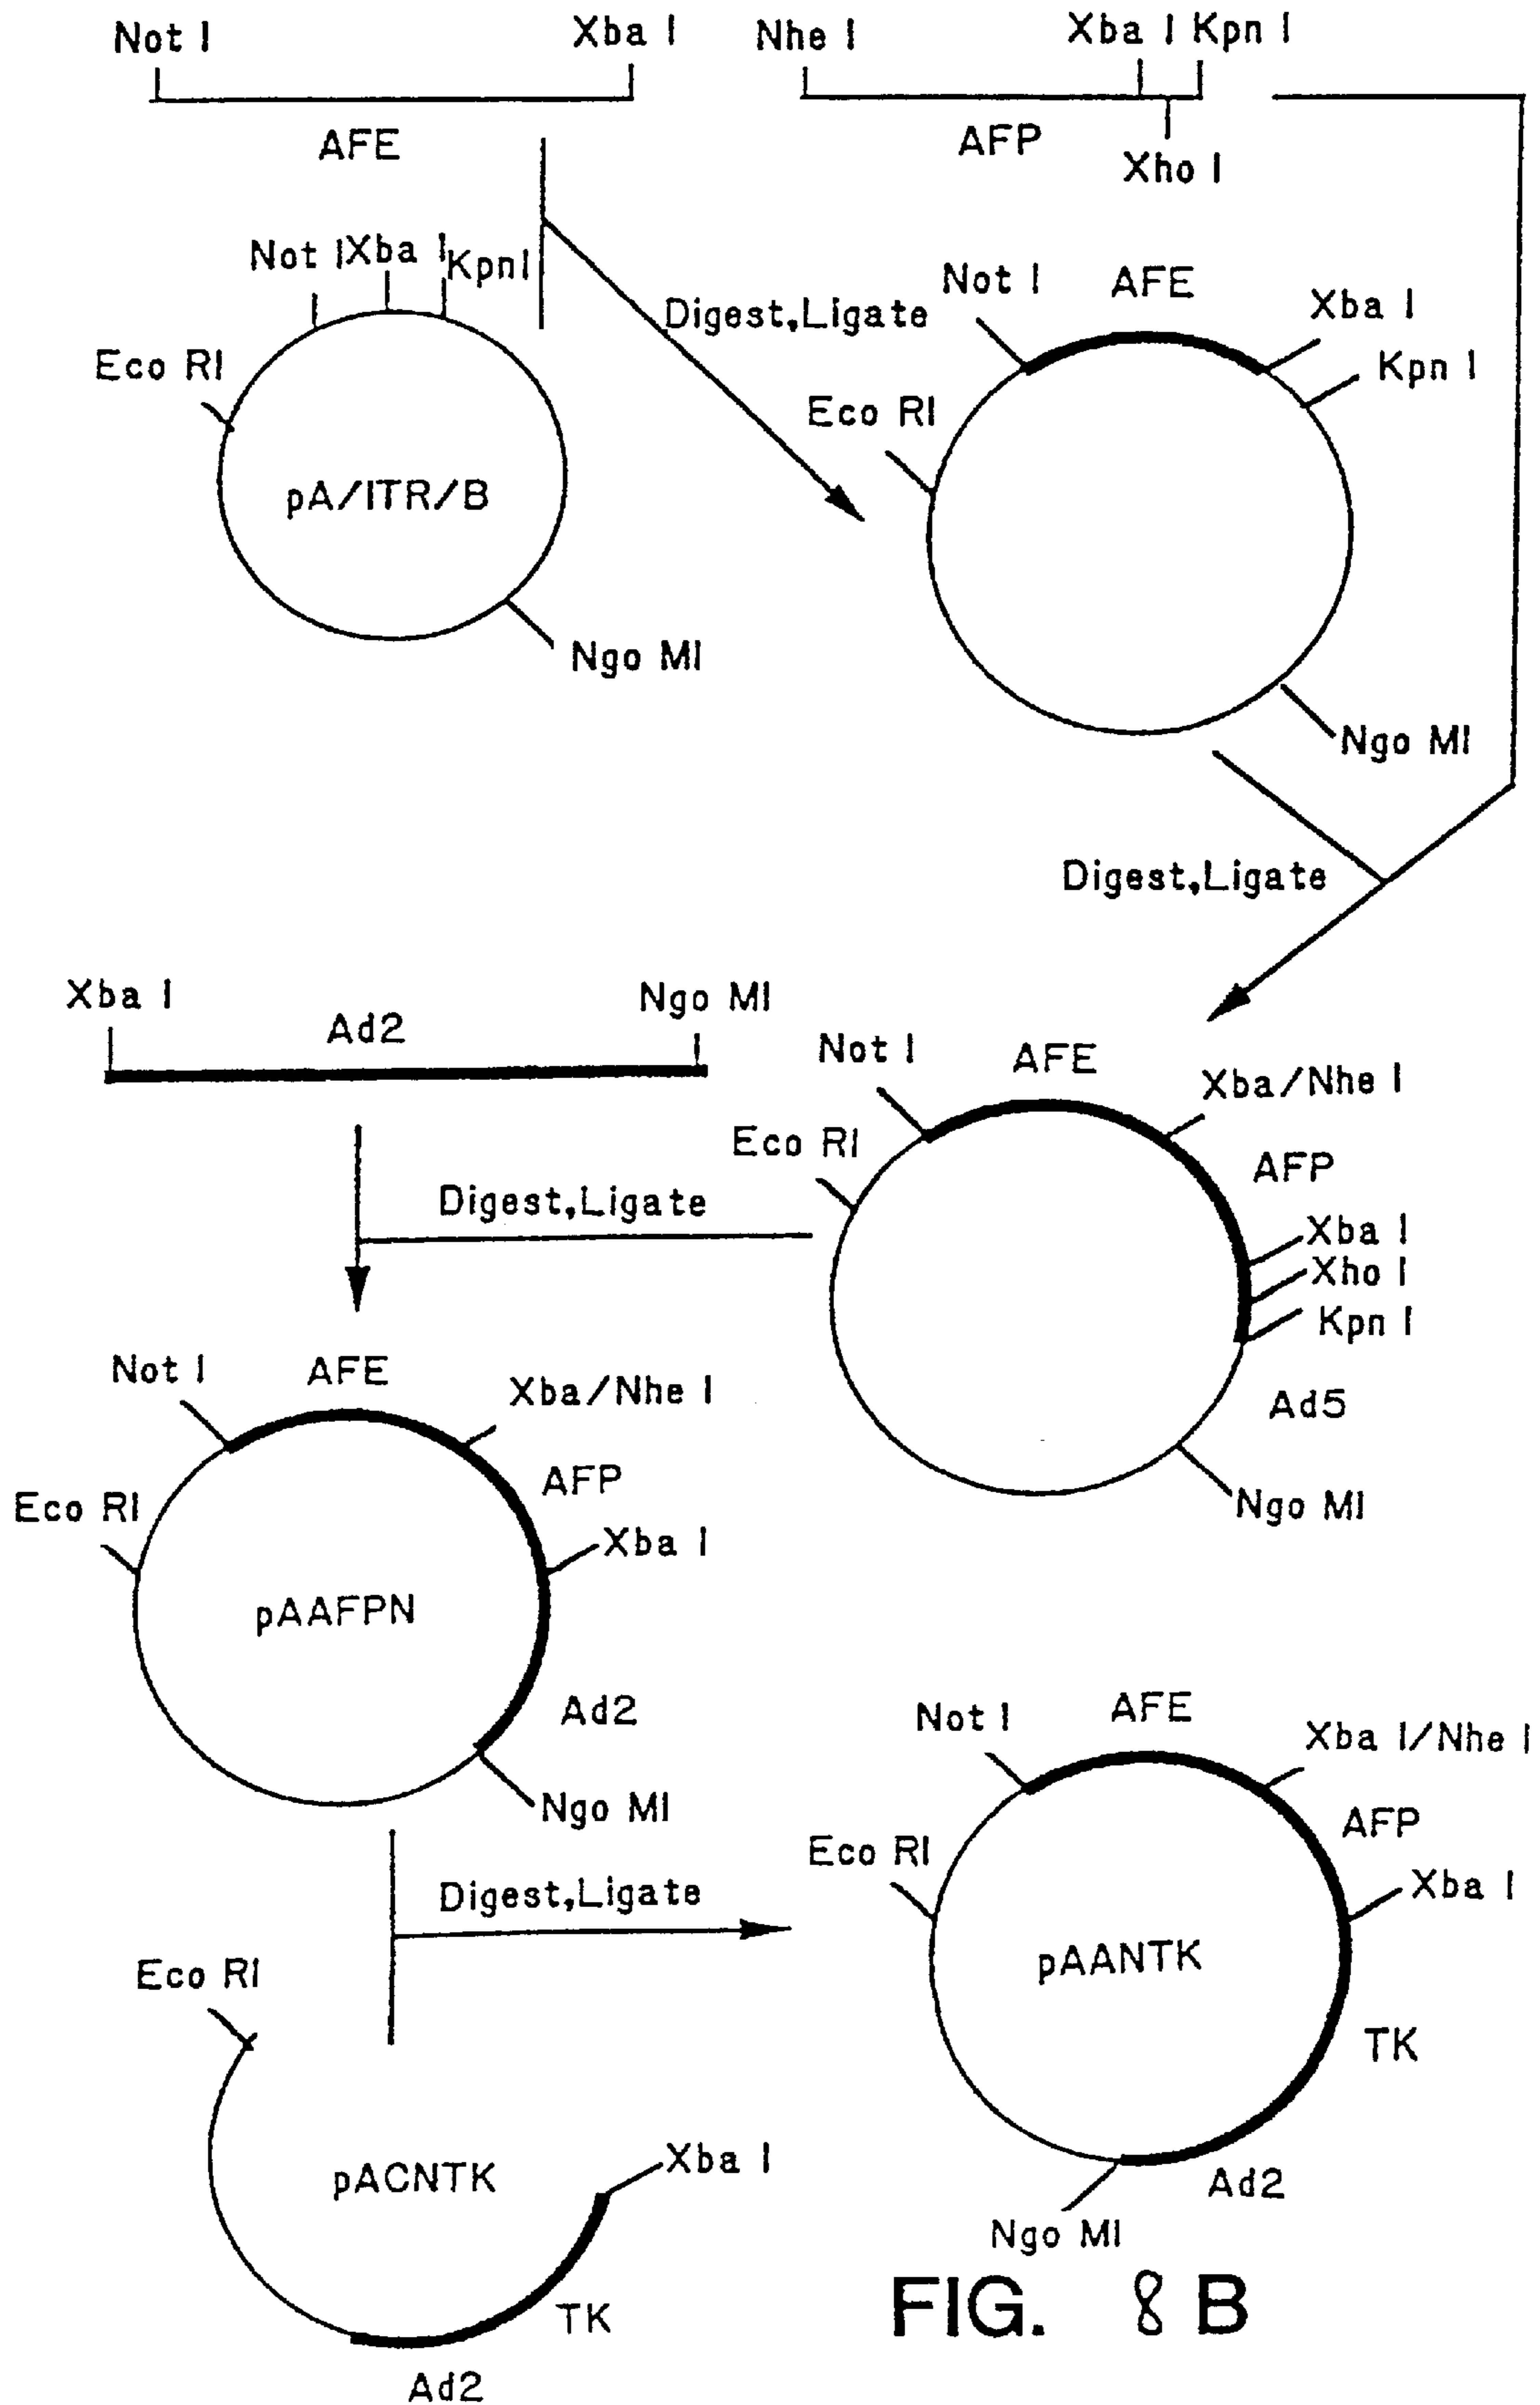 Not I
Xba I
Nhe I
Xba I
Kpn I
AFE
AFP
Xho I
Not I
Xba I
Kpn I
Eco RI
pA/ITR/B
Ngo MI
Digest,Ligate
Not I
AFE
Xba I
Kpn I
Eco RI
Ngo MI
Digest,Ligate
Xba I
Ad2
Ngo MI
Digest,Ligate
Not I
AFE
Xba/Nhe I
Eco RI
AFP
Xba I
Xho I
Kpn I
Ad5
Ngo MI
Not I
AFE
Xba/Nhe I
Eco RI
AFP
Xba I
pAAFPN
Ad2
Ngo MI
Digest,Ligate
Eco RI
pACNTK
Xba I
TK
Ad2
Not I
AFE
Xba I/Nhe I
AFP
Eco RI
Xba I
pAANTK
TK
Ad2
Ngo MI
FIG. 8 B